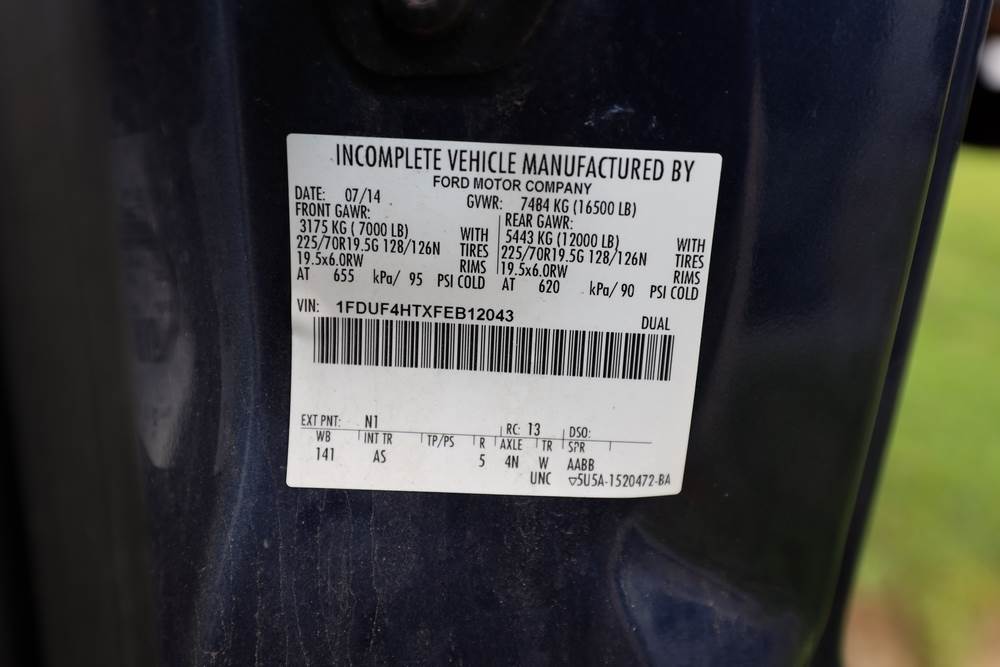 INCOMPLETE VEHICLE MANUFACTURED BY
FORD MOTOR COMPANY
DATE: 07/14 GVWR: 7484 KG (16500 LB)
FRONT GAWR: REAR GAWR:
3175 KG ( 7000 LB) WITH 5443 KG (12000 LB) WITH
225/70R19.5G 128/126N TIRES 225/70R19.5G 128/126N TIRES
19.5x6.0RW RIMS 19.5x6.0RW RIMS
AT 655 kPa/ 95 PSI COLD AT 620 kPa/ 90 PSI COLD
VIN: 1FDUF4HTXFEB12043 DUAL
EXT PNT: N1 RC: 13 DSO:
WB INT TR TP/PS R AXLE TR SPR
141 AS 5 4N W AABB
UNC ▽5U5A-1520472-BA